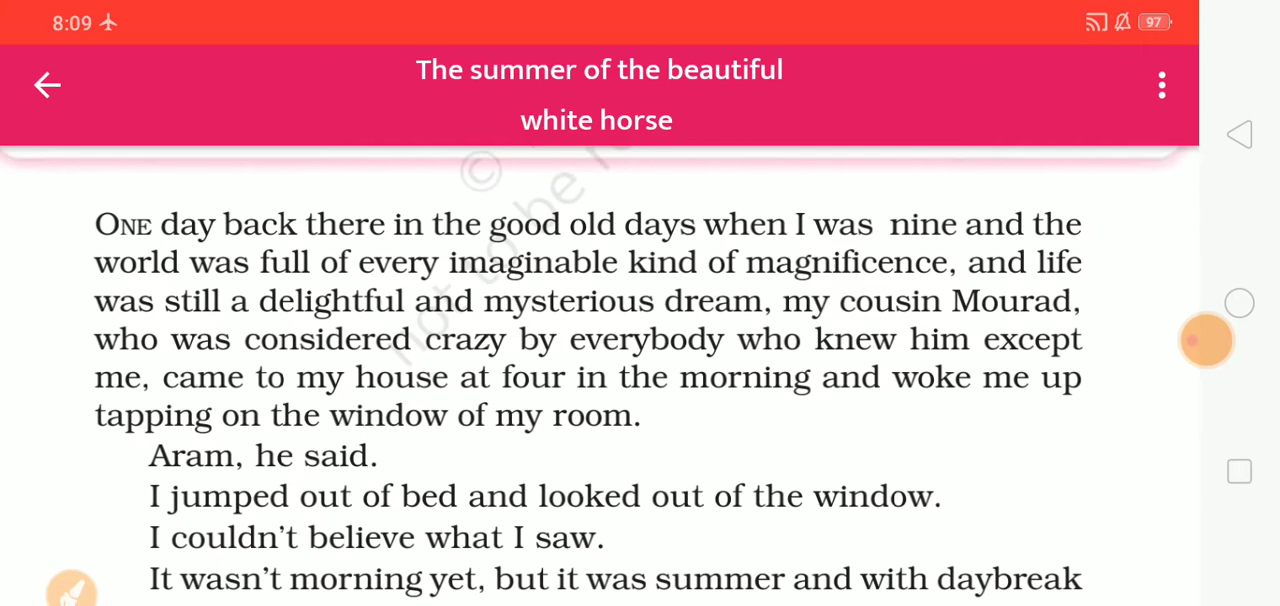 8:09
97
The summer of the beautiful
white horse
© not to be r
ONE day back there in the good old days when I was nine and the
world was full of every imaginable kind of magnificence, and life
was still a delightful and mysterious dream, my cousin Mourad,
who was considered crazy by everybody who knew him except
me, came to my house at four in the morning and woke me up
tapping on the window of my room.
Aram, he said.
I jumped out of bed and looked out of the window.
I couldn't believe what I saw.
It wasn't morning yet, but it was summer and with daybreak